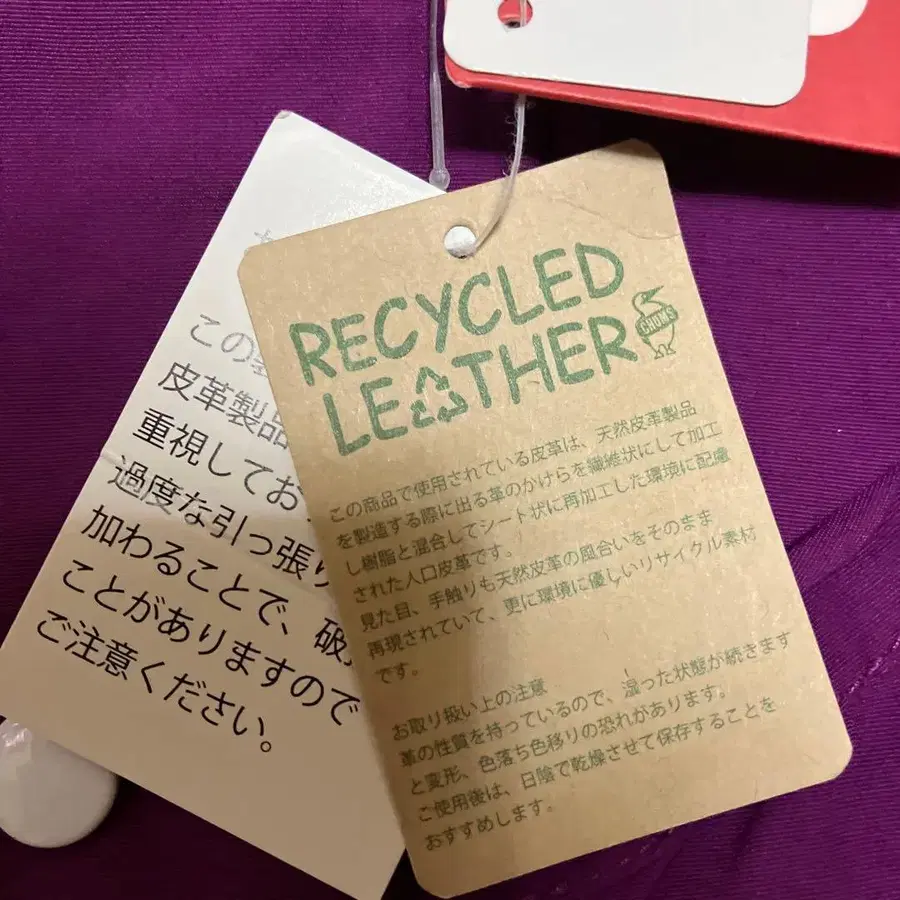 RECYCLED
LEATHER
CHUMS
この商品で使用されている皮革は、天然皮革製品
を製造する際に出る革のかけらを繊維状にして加工
し樹脂と混合してシート状に再加工した環境に配慮
された人口皮革です。
見た目、手触りも天然皮革の風合いをそのまま
再現されていて、更に環境に優しいリサイクル素材
です。
お取り扱い上の注意
革の性質を持っているので、湿った状態が続きます
と変形、色落ち色移りの恐れがあります。
ご使用後は、日陰で乾燥させて保存することを
おすすめします。
この
皮革製品
重視してお
過度な引っ張り
加わることで、破
ことがありますので
ご注意ください。